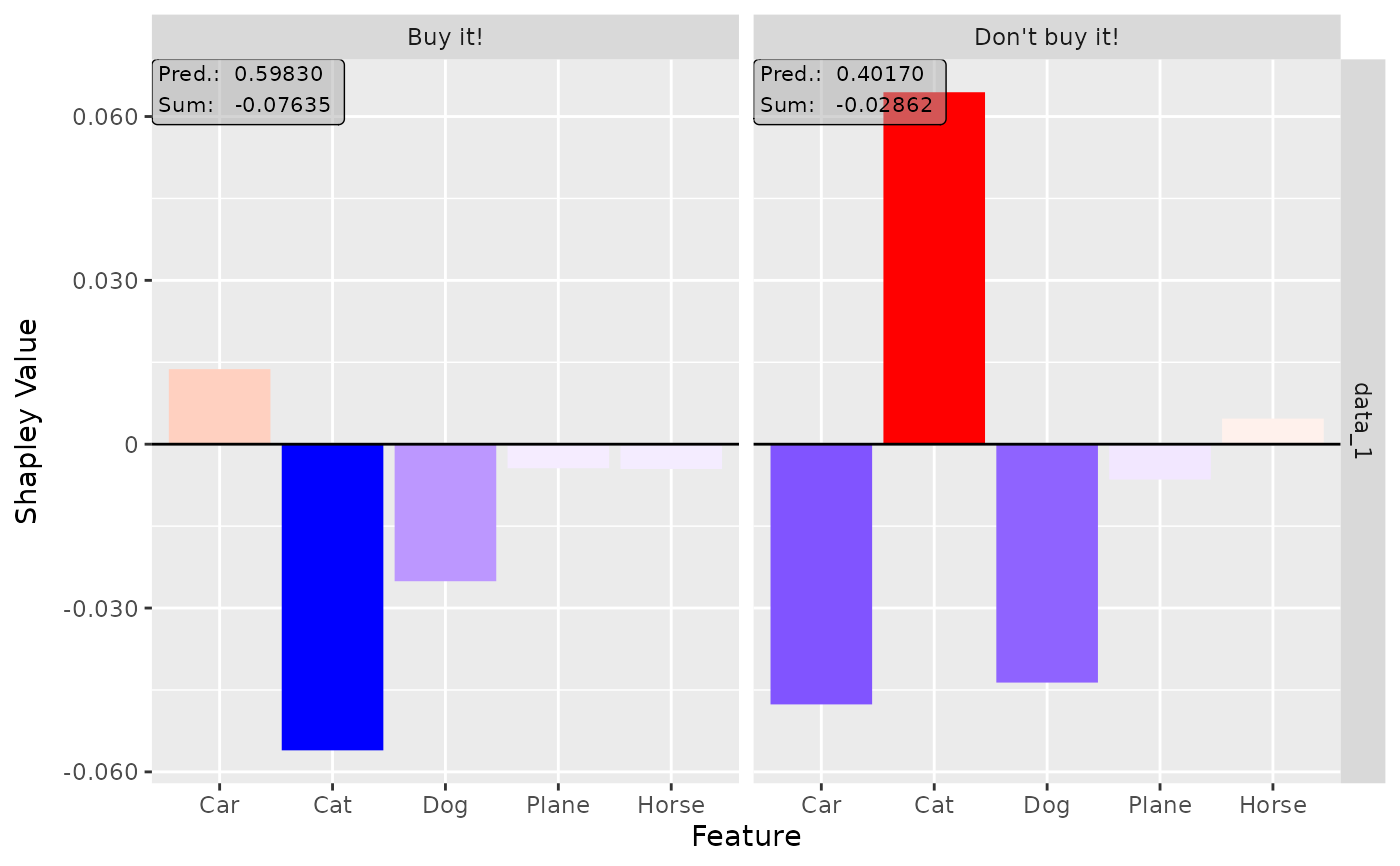 Buy it!
Don't buy it!
Pred.: 0.59830
Sum: -0.07635
Pred.: 0.40170
Sum: -0.02862
0.060
0.030
0
-0.030
-0.060
Shapley Value
data_1
Car Cat Dog Plane Horse
Car Cat Dog Plane Horse
Feature